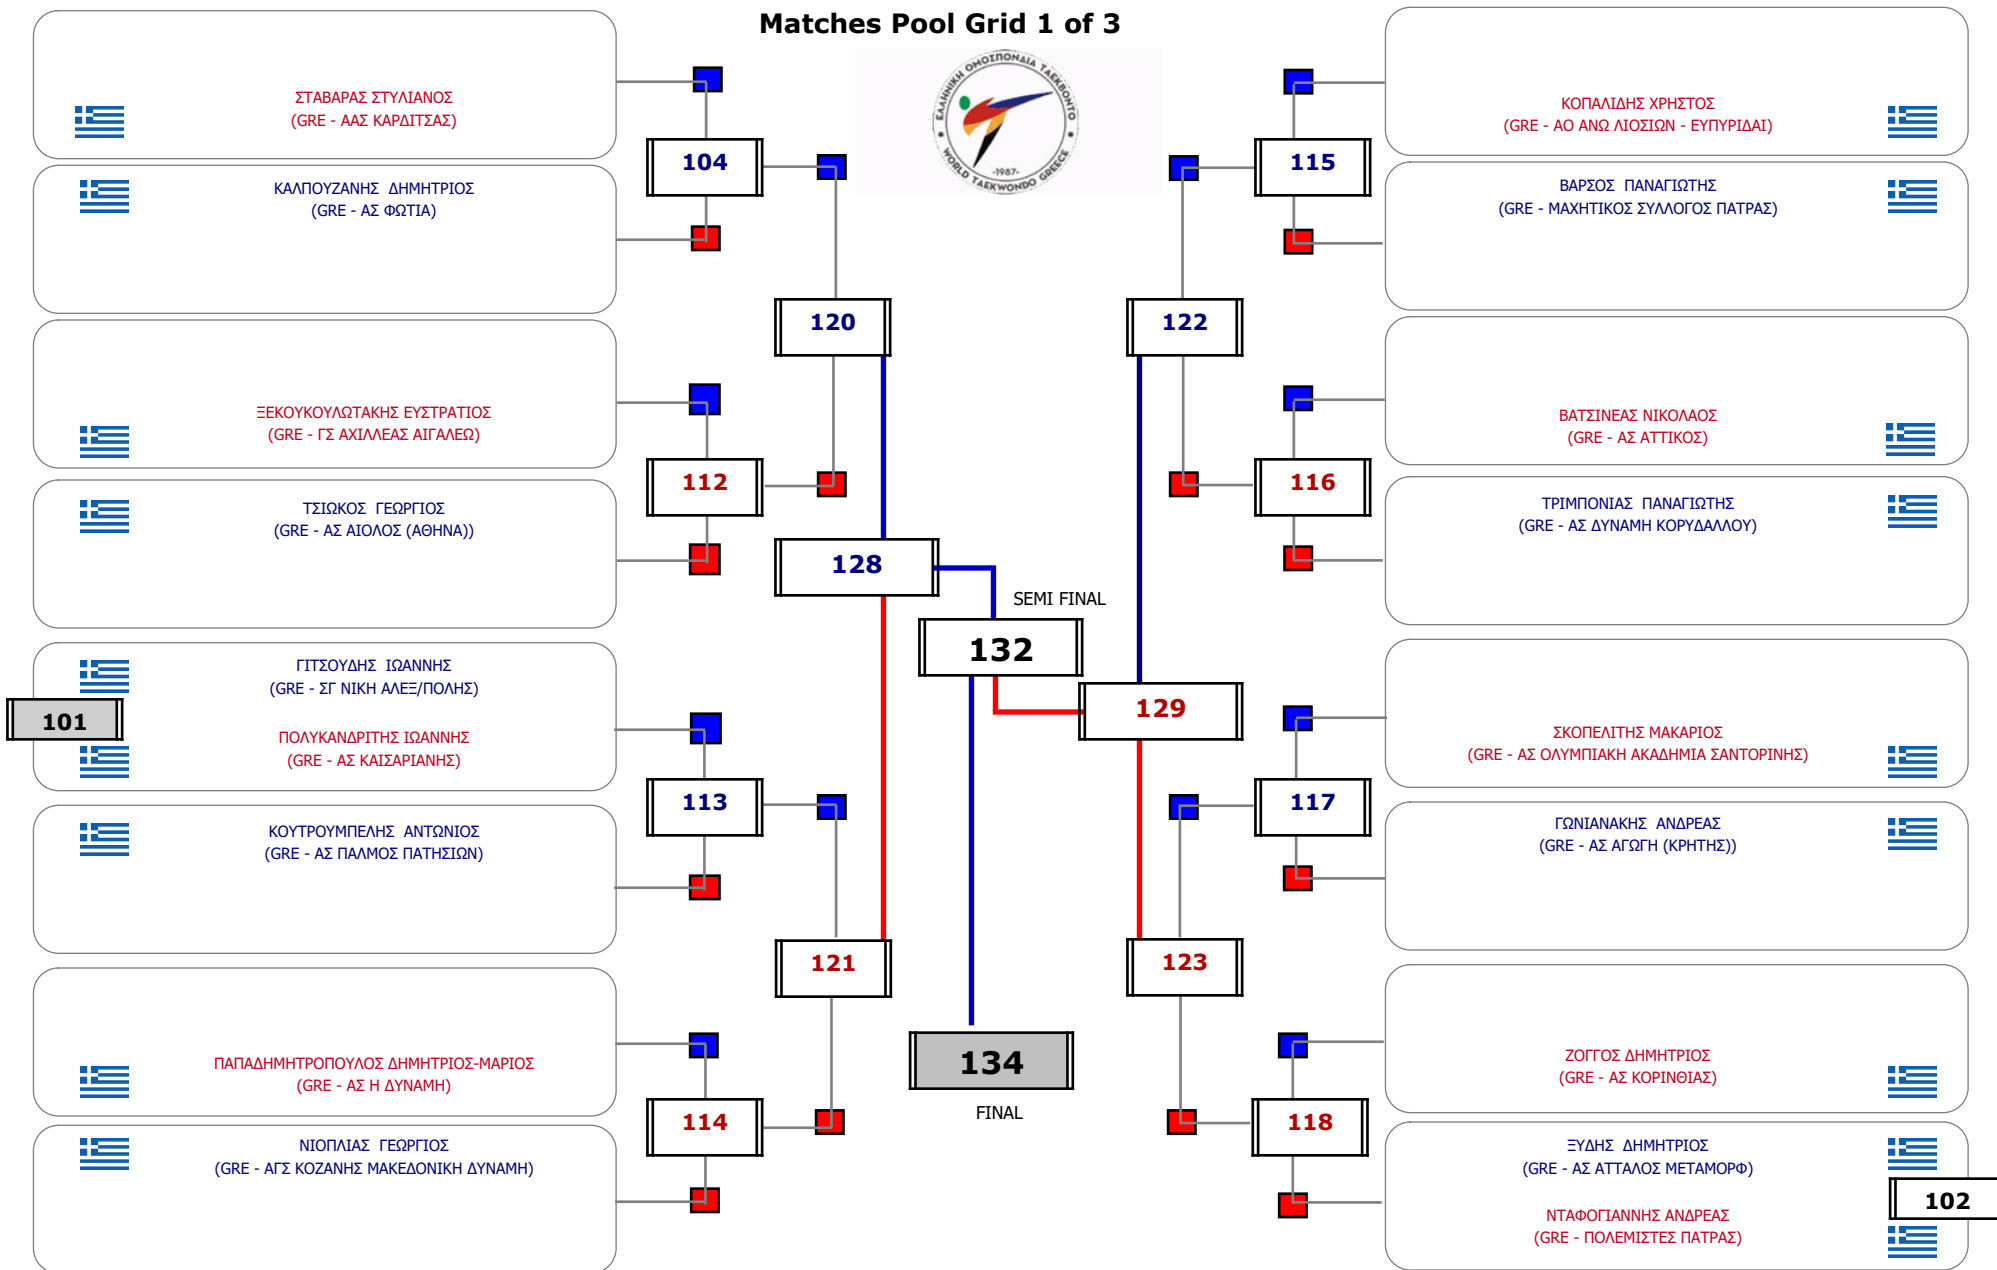 Matches Pool Grid 1 of 3
ΕΛΛΗΝΙΚΗ ΟΜΟΣΠΟΝΔΙΑ ΤΑΕΚΒΟΝΤΟ
-1987-
WORLD TAEKWONDO GREECE
ΣΤΑΒΑΡΑΣ ΣΤΥΛΙΑΝΟΣ
(GRE - ΑΑΣ ΚΑΡΔΙΤΣΑΣ)
104
ΚΑΛΠΟΥΖΑΝΗΣ ΔΗΜΗΤΡΙΟΣ
(GRE - ΑΣ ΦΩΤΙΑ)
120
ΞΕΚΟΥΚΟΥΛΩΤΑΚΗΣ ΕΥΣΤΡΑΤΙΟΣ
(GRE - ΓΣ ΑΧΙΛΛΕΑΣ ΑΙΓΑΛΕΩ)
112
ΤΣΙΩΚΟΣ ΓΕΩΡΓΙΟΣ
(GRE - ΑΣ ΑΙΟΛΟΣ (ΑΘΗΝΑ))
128
ΓΙΤΣΟΥΔΗΣ ΙΩΑΝΝΗΣ
(GRE - ΣΓ ΝΙΚΗ ΑΛΕΞ/ΠΟΛΗΣ)
101
ΠΟΛΥΚΑΝΔΡΙΤΗΣ ΙΩΑΝΝΗΣ
(GRE - ΑΣ ΚΑΙΣΑΡΙΑΝΗΣ)
113
ΚΟΥΤΡΟΥΜΠΕΛΗΣ ΑΝΤΩΝΙΟΣ
(GRE - ΑΣ ΠΑΛΜΟΣ ΠΑΤΗΣΙΩΝ)
121
ΠΑΠΑΔΗΜΗΤΡΟΠΟΥΛΟΣ ΔΗΜΗΤΡΙΟΣ-ΜΑΡΙΟΣ
(GRE - ΑΣ Η ΔΥΝΑΜΗ)
114
ΝΙΟΠΛΙΑΣ ΓΕΩΡΓΙΟΣ
(GRE - ΑΓΣ ΚΟΖΑΝΗΣ ΜΑΚΕΔΟΝΙΚΗ ΔΥΝΑΜΗ)
SEMI FINAL
132
134
FINAL
ΚΟΠΑΛΙΔΗΣ ΧΡΗΣΤΟΣ
(GRE - ΑΟ ΑΝΩ ΛΙΟΣΙΩΝ - ΕΥΠΥΡΙΔΑΙ)
115
ΒΑΡΣΟΣ ΠΑΝΑΓΙΩΤΗΣ
(GRE - ΜΑΧΗΤΙΚΟΣ ΣΥΛΛΟΓΟΣ ΠΑΤΡΑΣ)
122
ΒΑΤΣΙΝΕΑΣ ΝΙΚΟΛΑΟΣ
(GRE - ΑΣ ΑΤΤΙΚΟΣ)
116
ΤΡΙΜΠΟΝΙΑΣ ΠΑΝΑΓΙΩΤΗΣ
(GRE - ΑΣ ΔΥΝΑΜΗ ΚΟΡΥΔΑΛΛΟΥ)
129
ΣΚΟΠΕΛΙΤΗΣ ΜΑΚΑΡΙΟΣ
(GRE - ΑΣ ΟΛΥΜΠΙΑΚΗ ΑΚΑΔΗΜΙΑ ΣΑΝΤΟΡΙΝΗΣ)
117
ΓΩΝΙΑΝΑΚΗΣ ΑΝΔΡΕΑΣ
(GRE - ΑΣ ΑΓΩΓΗ (ΚΡΗΤΗΣ))
123
ΖΟΓΓΟΣ ΔΗΜΗΤΡΙΟΣ
(GRE - ΑΣ ΚΟΡΙΝΘΙΑΣ)
118
ΞΥΔΗΣ ΔΗΜΗΤΡΙΟΣ
(GRE - ΑΣ ΑΤΤΑΛΟΣ ΜΕΤΑΜΟΡΦ)
102
ΝΤΑΦΟΓΙΑΝΝΗΣ ΑΝΔΡΕΑΣ
(GRE - ΠΟΛΕΜΙΣΤΕΣ ΠΑΤΡΑΣ)